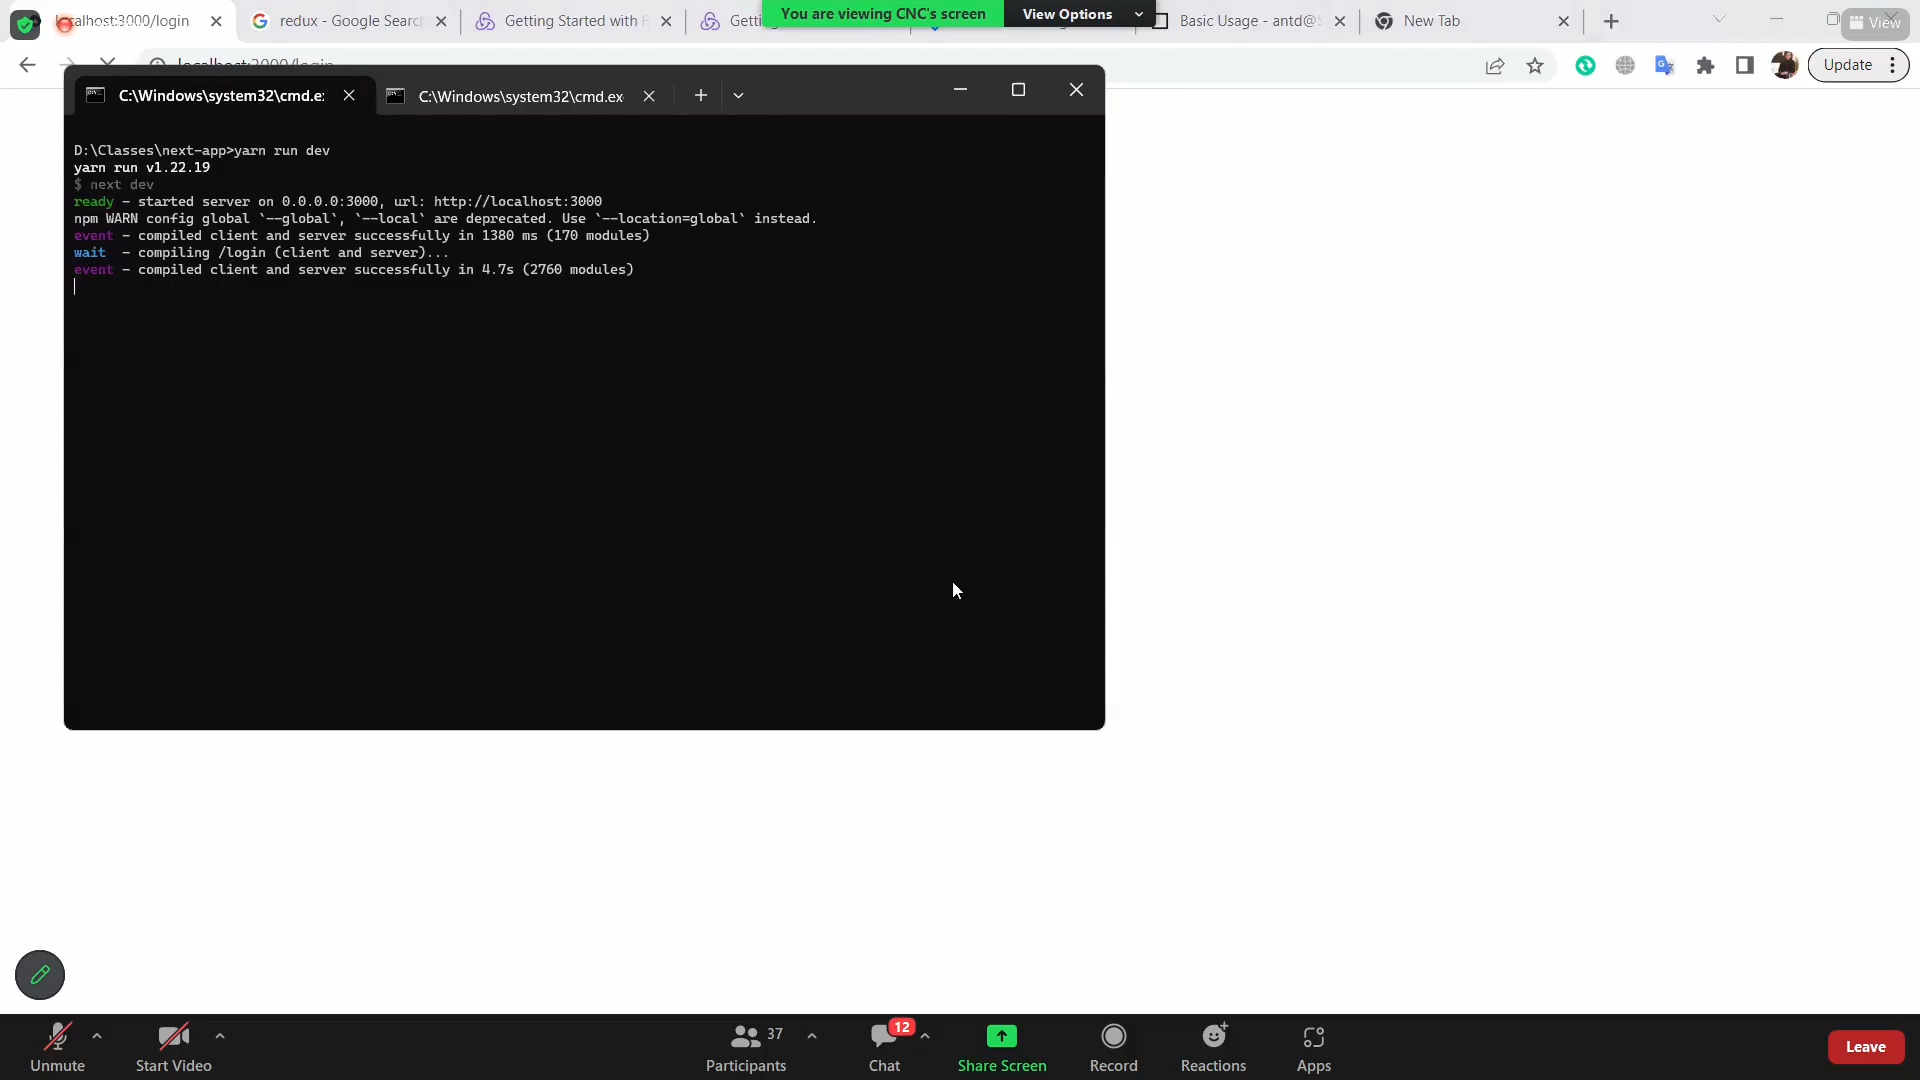 localhost:3000/login
redux - Google Search
Getting Started with
You are viewing CNC's screen
View Options
Basic Usage - antd@
New Tab
View
localhost:3000/login
Update
C:\Windows\system32\cmd.e
C:\Windows\system32\cmd.ex
D:\Classes\next-app>yarn run dev
yarn run v1.22.19
$ next dev
ready - started server on 0.0.0.0:3000, url: http://localhost:3000
npm WARN config global `--global`, `--local` are deprecated. Use `--location=global` instead.
event - compiled client and server successfully in 1380 ms (170 modules)
wait  - compiling /login (client and server)...
event - compiled client and server successfully in 4.7s (2760 modules)
37
12
Unmute
Start Video
Participants
Chat
Share Screen
Record
Reactions
Apps
Leave